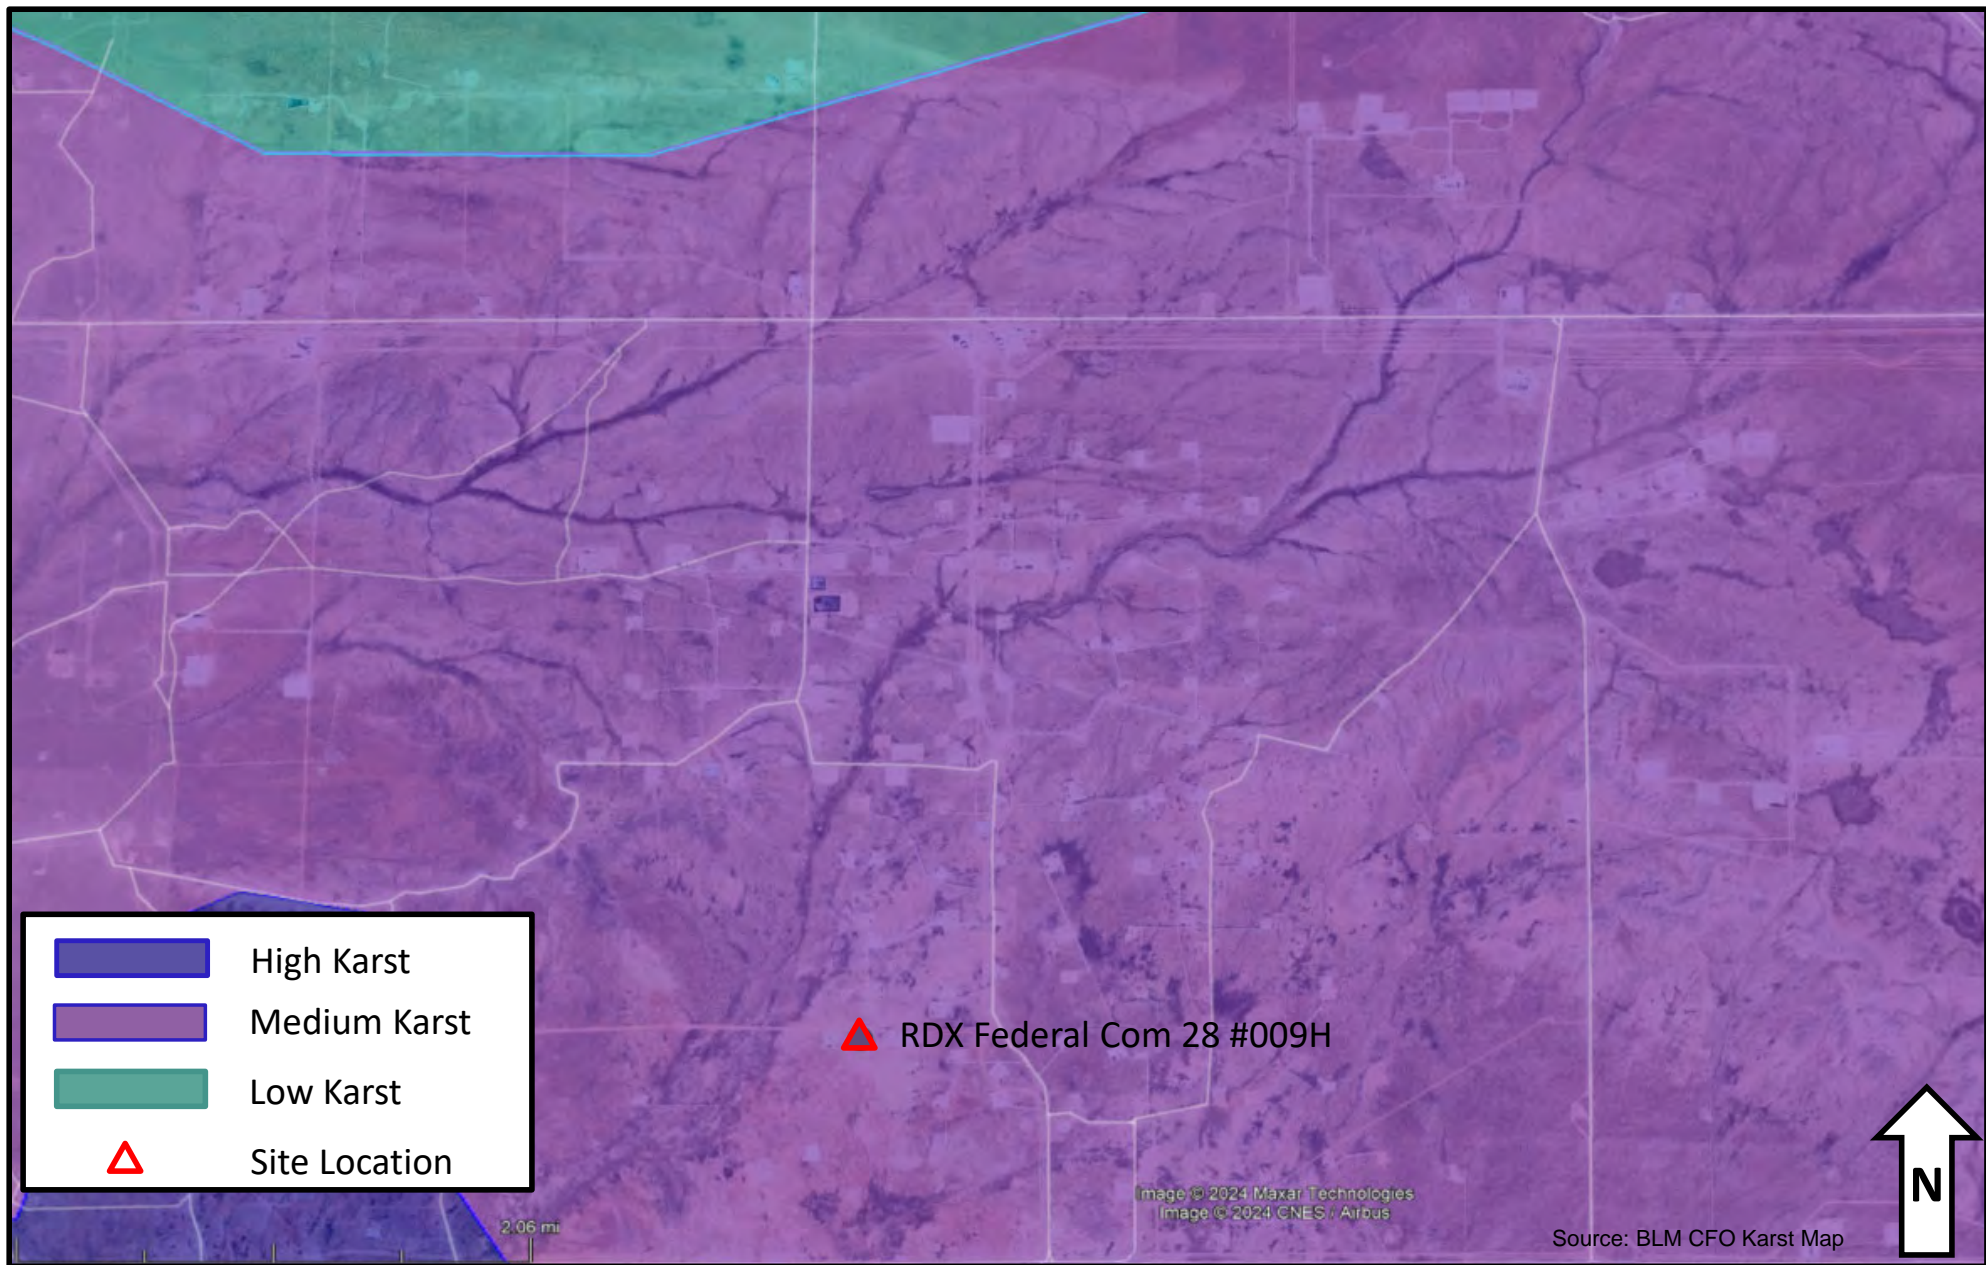 High Karst
Medium Karst
Low Karst
Site Location
RDX Federal Com 28 #009H
2.06 mi
Image © 2024 Maxar Technologies
Image © 2024 CNES / Airbus
Source: BLM CFO Karst Map
N